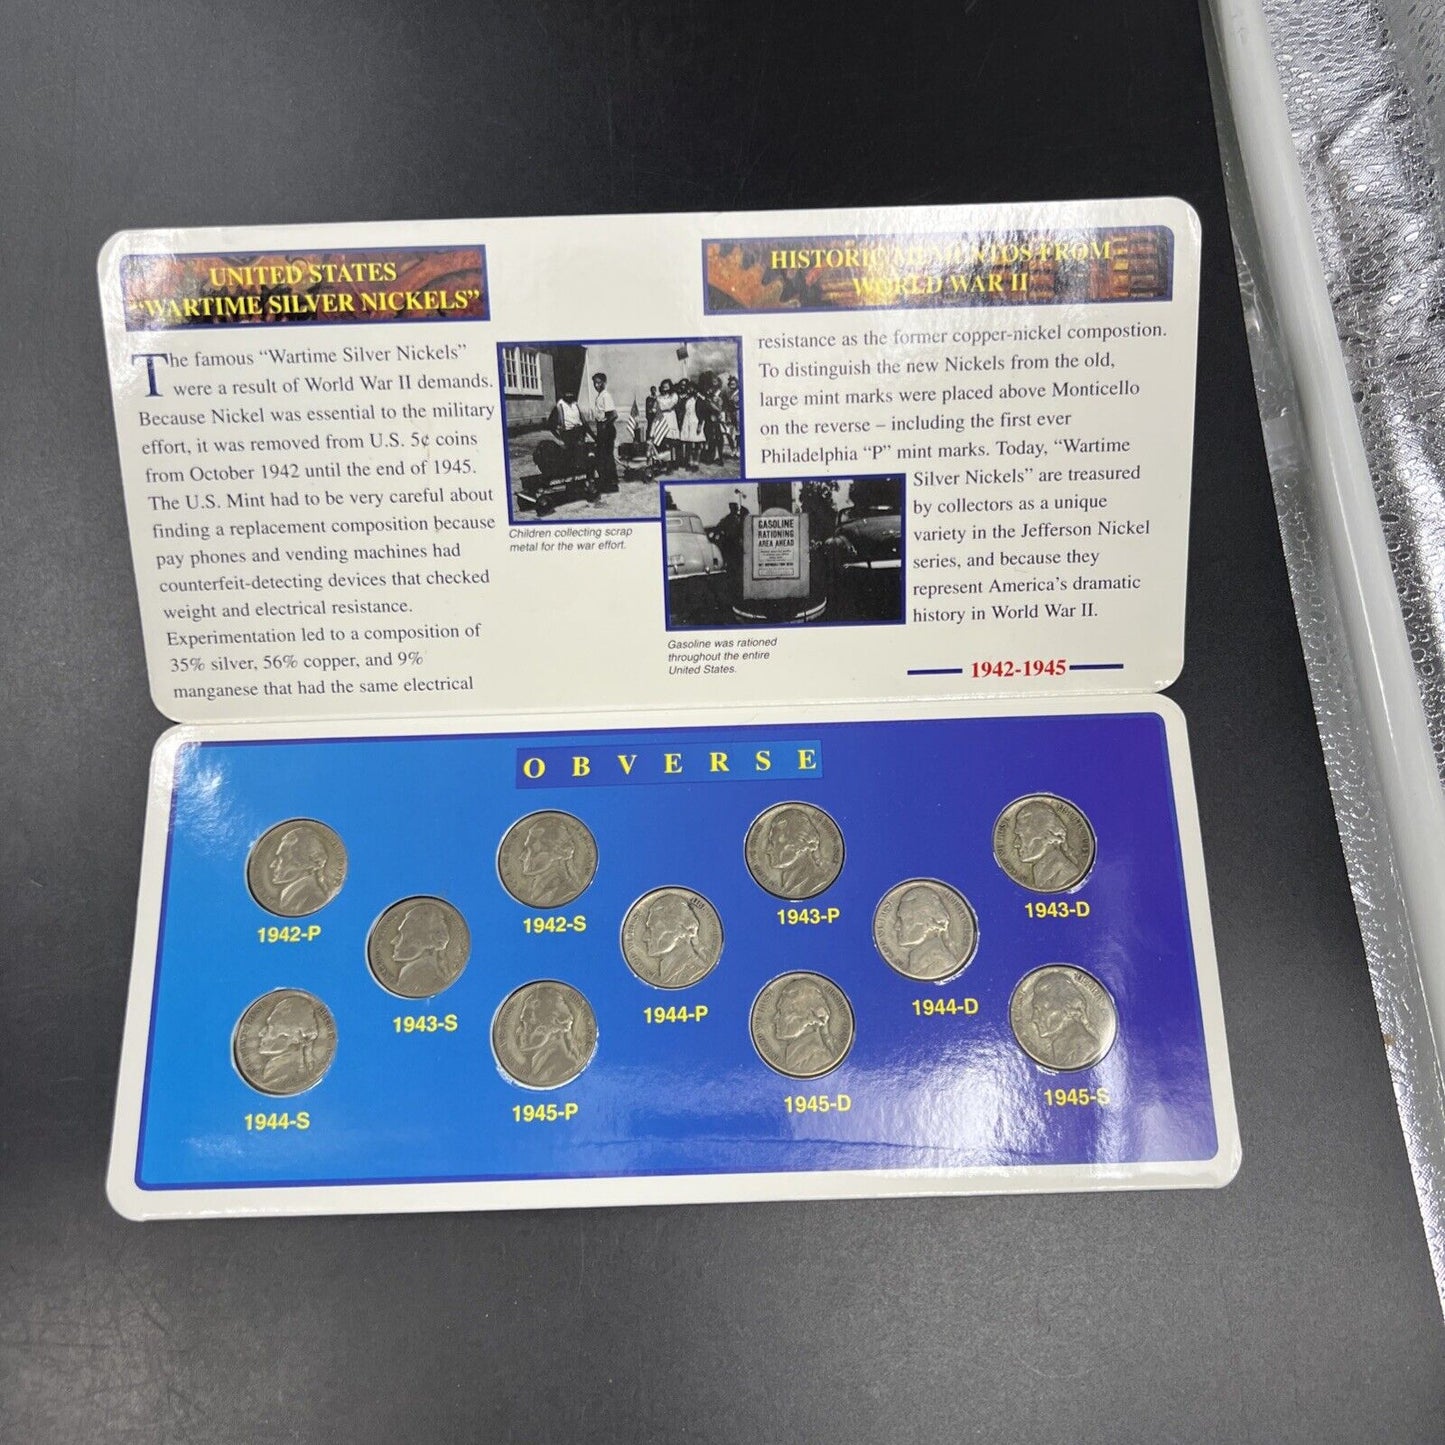 UNITED STATES
"WARTIME SILVER NICKELS"
The famous “Wartime Silver Nickels”
were a result of World War II demands.
Because Nickel was essential to the military
effort, it was removed from U.S. 5¢ coins
from October 1942 until the end of 1945.
The U.S. Mint had to be very careful about
finding a replacement composition because
pay phones and vending machines had
counterfeit-detecting devices that checked
weight and electrical resistance.
Experimentation led to a composition of
35% silver, 56% copper, and 9%
manganese that had the same electrical
Children collecting scrap
metal for the war effort.
GASOLINE
RATIONING
AREA AHEAD
Gasoline was rationed
throughout the entire
United States.
HISTORIC MEMENTOS FROM
WORLD WAR II
resistance as the former copper-nickel compostion.
To distinguish the new Nickels from the old,
large mint marks were placed above Monticello
on the reverse – including the first ever
Philadelphia “P” mint marks. Today, “Wartime
Silver Nickels” are treasured
by collectors as a unique
variety in the Jefferson Nickel
series, and because they
represent America’s dramatic
history in World War II.
1942-1945
OBVERSE
1942-P
1942-S
1943-P
1943-D
1943-S
1944-P
1944-D
1944-S
1945-P
1945-D
1945-S